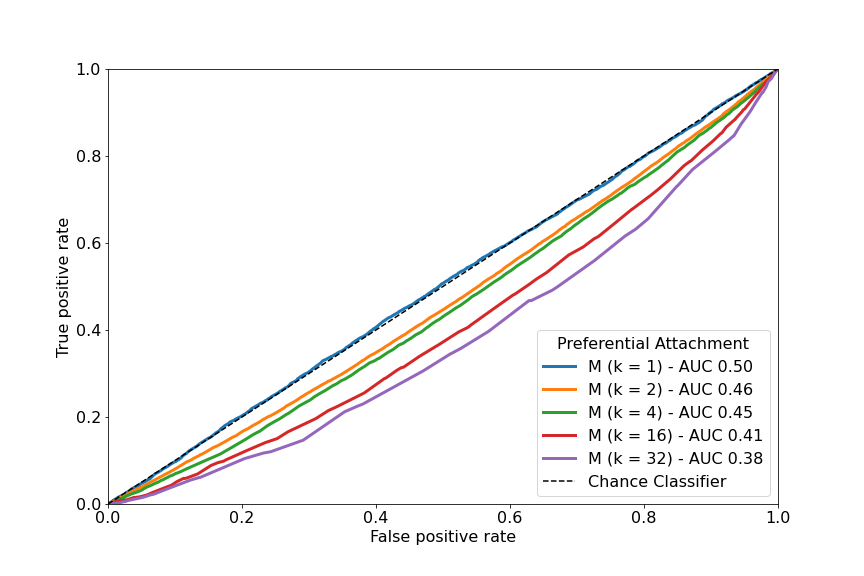 1.0
0.8
0.6
0.4
0.2
0.0
True positive rate
0.0 0.2 0.4 0.6 0.8 1.0
False positive rate
Preferential Attachment
M (k = 1) - AUC 0.50
M (k = 2) - AUC 0.46
M (k = 4) - AUC 0.45
M (k = 16) - AUC 0.41
M (k = 32) - AUC 0.38
Chance Classifier